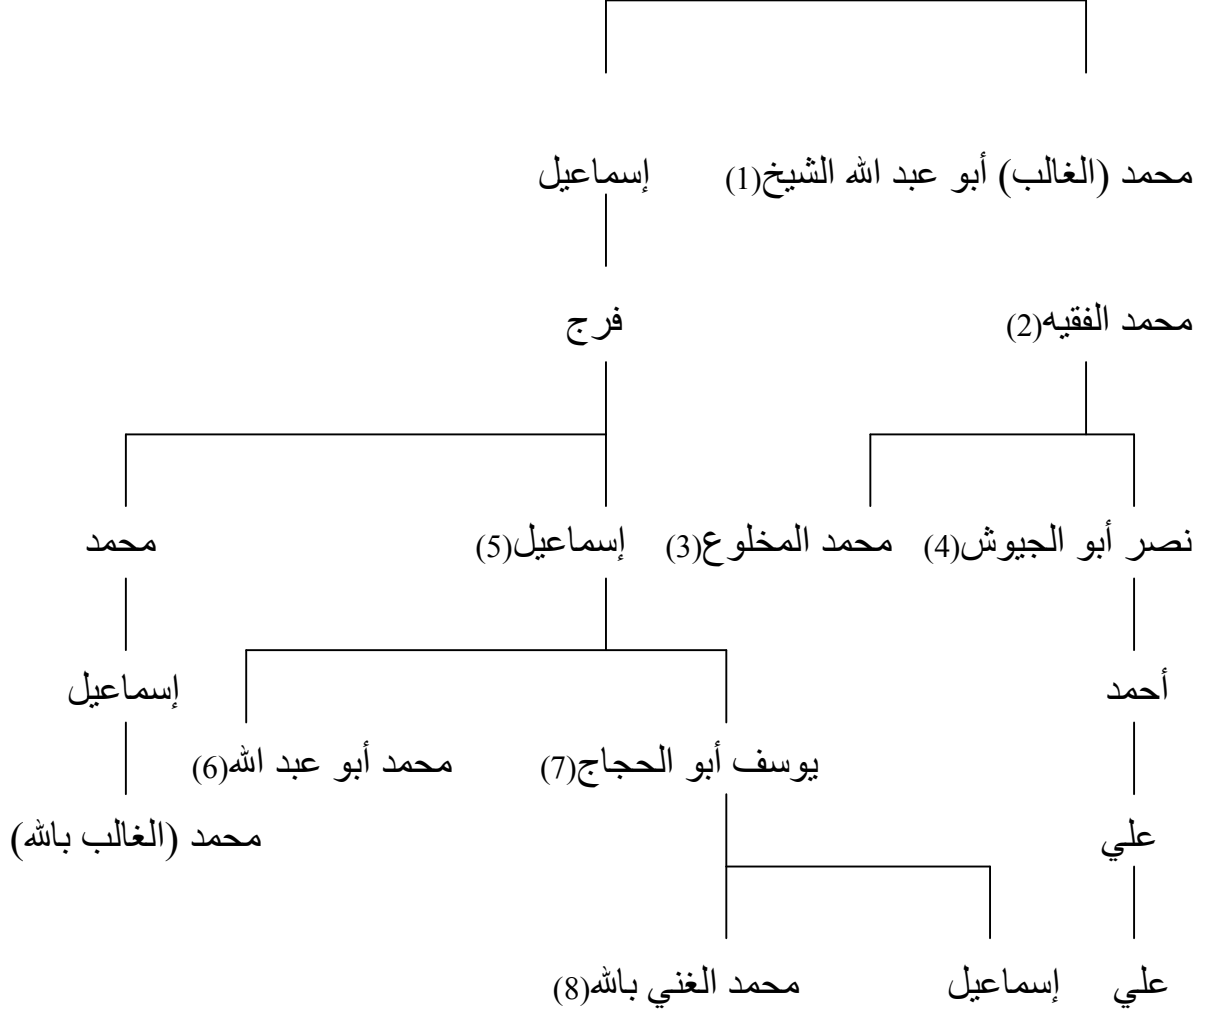 محمد (الغالب) أبو عبد الله الشيخ(1) إسماعيل
محمد الفقيه(2) فرج
نصر أبو الجيوش(4) محمد المخلوع(3) إسماعيل(5) محمد
أحمد إسماعيل
يوسف أبو الحجاج(7) محمد أبو عبد الله(6)
علي محمد (الغالب بالله)
علي إسماعيل محمد الغني بالله(8)